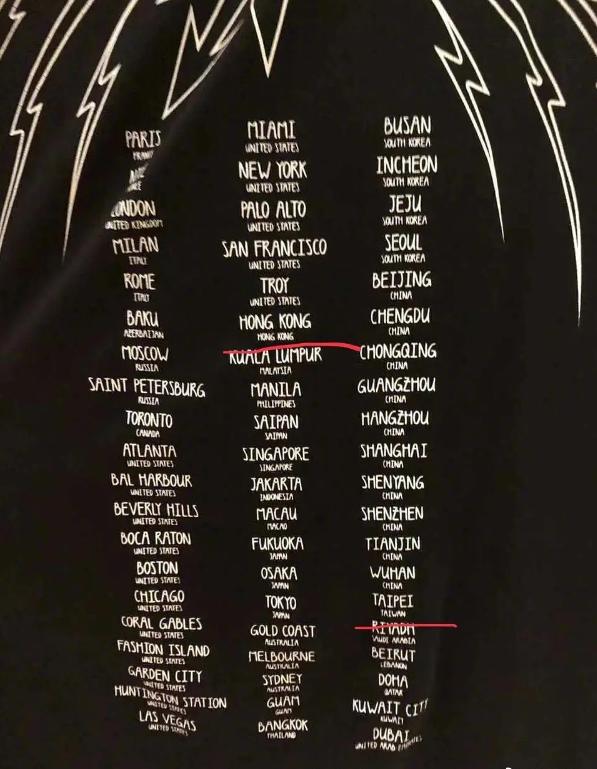 PARIS
NICE
LONDON
UNITED KINGDOM
MILAN
ITALY
ROME
ITALY
BAKU
AZERBAIJAN
MOSCOW
RUSSIA
SAINT PETERSBURG
RUSSIA
TORONTO
CANADA
ATLANTA
UNITED STATES
BAL HARBOUR
UNITED STATES
BEVERLY HILLS
UNITED STATES
BOCA RATON
UNITED STATES
BOSTON
UNITED STATES
CHICAGO
UNITED STATES
CORAL GABLES
UNITED STATES
FASHION ISLAND
UNITED STATES
GARDEN CITY
UNITED STATES
HUNTINGTON STATION
UNITED STATES
LAS VEGAS
UNITED STATES
MIAMI
UNITED STATES
NEW YORK
UNITED STATES
PALO ALTO
UNITED STATES
SAN FRANCISCO
UNITED STATES
TROY
UNITED STATES
HONG KONG
HONG KONG
KUALA LUMPUR
MALAYSIA
MANILA
PHILIPPINES
SAIPAN
SAIPAN
SINGAPORE
SINGAPORE
JAKARTA
INDONESIA
MACAU
MACAO
FUKUOKA
JAPAN
OSAKA
JAPAN
TOKYO
JAPAN
GOLD COAST
AUSTRALIA
MELBOURNE
AUSTRALIA
SYDNEY
AUSTRALIA
GUAM
GUAM
BANGKOK
THAILAND
BUSAN
SOUTH KOREA
INCHEON
SOUTH KOREA
JEJU
SOUTH KOREA
SEOUL
SOUTH KOREA
BEIJING
CHINA
CHENGDU
CHINA
CHONGQING
CHINA
GUANGZHOU
CHINA
HANGZHOU
CHINA
SHANGHAI
CHINA
SHENYANG
CHINA
SHENZHEN
CHINA
TIANJIN
CHINA
WUHAN
CHINA
TAIPEI
TAIWAN
RIYADH
SAUDI ARABIA
BEIRUT
LEBANON
DOHA
QATAR
KUWAIT CITY
KUWAIT
DUBAI
UNITED ARAB EMIRATES